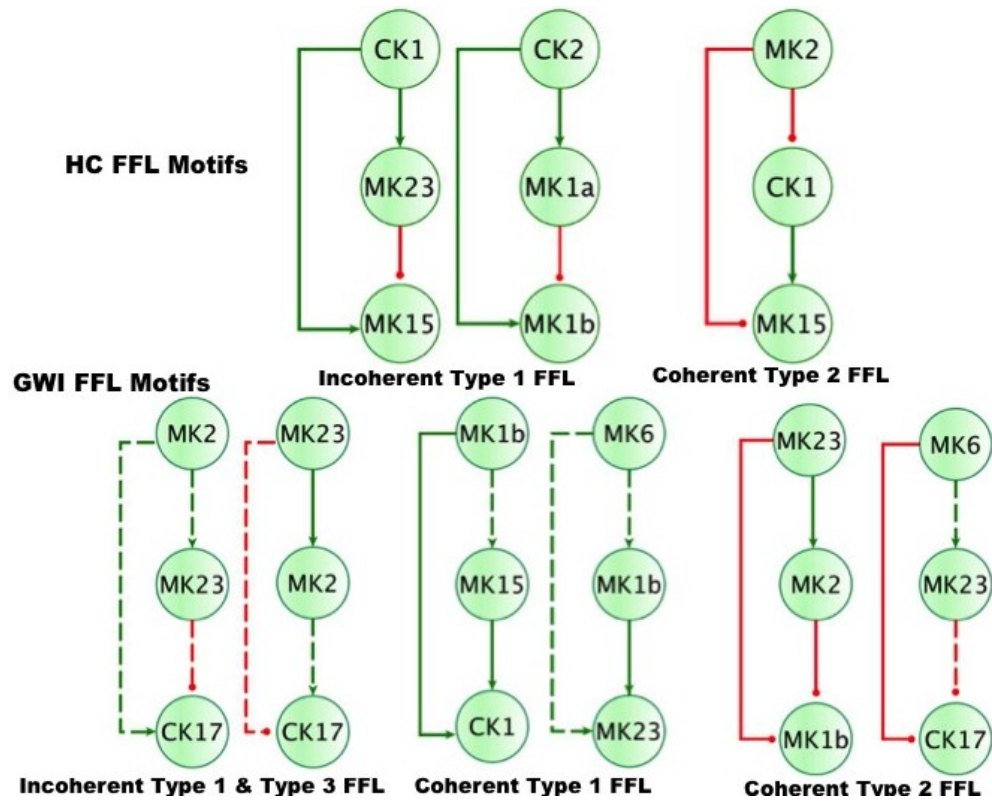 CK1
CK2
MK2
HC FFL Motifs
MK23
MK1a
CK1
MK15
MK1b
MK15
Incoherent Type 1 FFL
Coherent Type 2 FFL
GWI FFL Motifs
MK2
MK23
MK1b
MK6
MK23
MK6
MK23
MK2
MK15
MK1b
MK2
MK23
CK17
CK17
CK1
MK23
MK1b
CK17
Incoherent Type 1 & Type 3 FFL
Coherent Type 1 FFL
Coherent Type 2 FFL